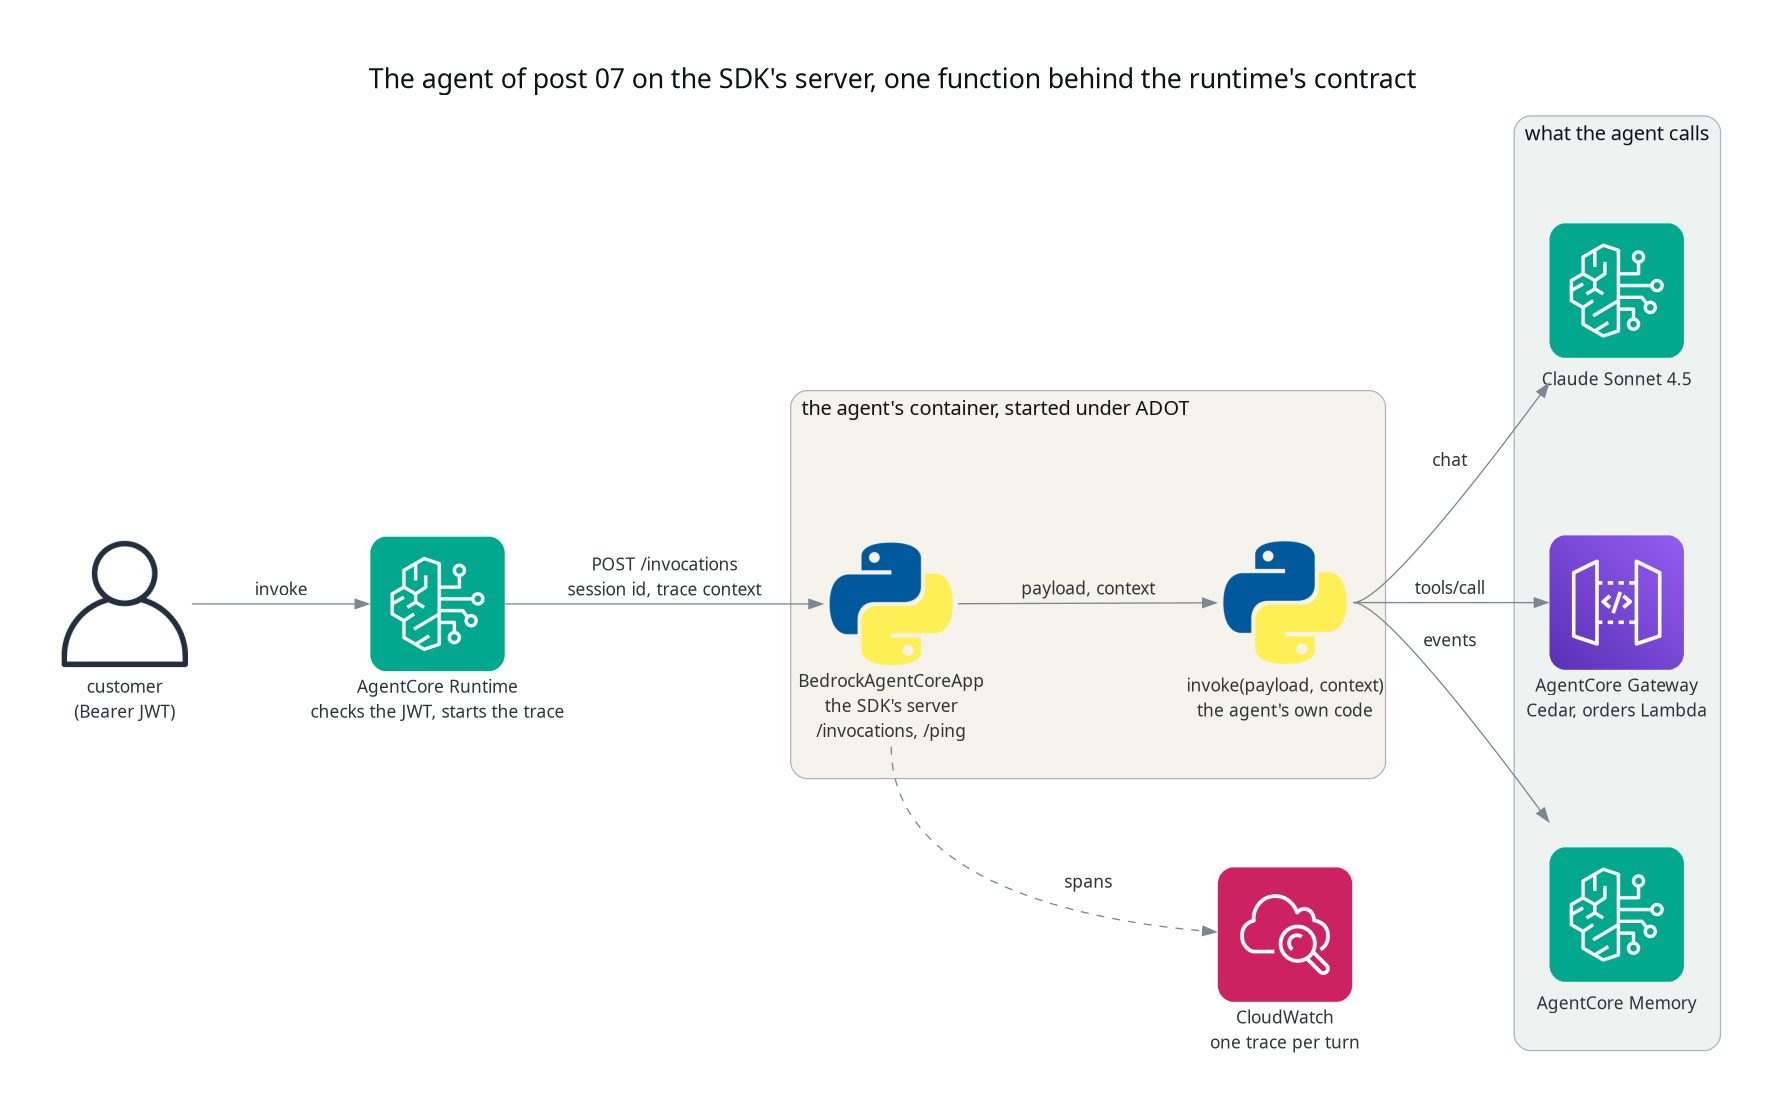 The agent of post 07 on the SDK's server, one function behind the runtime's contract
what the agent calls
Claude Sonnet 4.5
the agent's container, started under ADOT
chat
POST /invocations
session id, trace context
invoke
payload, context
tools/call
events
customer
(Bearer JWT)
AgentCore Runtime
checks the JWT, starts the trace
BedrockAgentCoreApp
the SDK's server
/invocations, /ping
invoke(payload, context)
the agent's own code
AgentCore Gateway
Cedar, orders Lambda
spans
CloudWatch
one trace per turn
AgentCore Memory